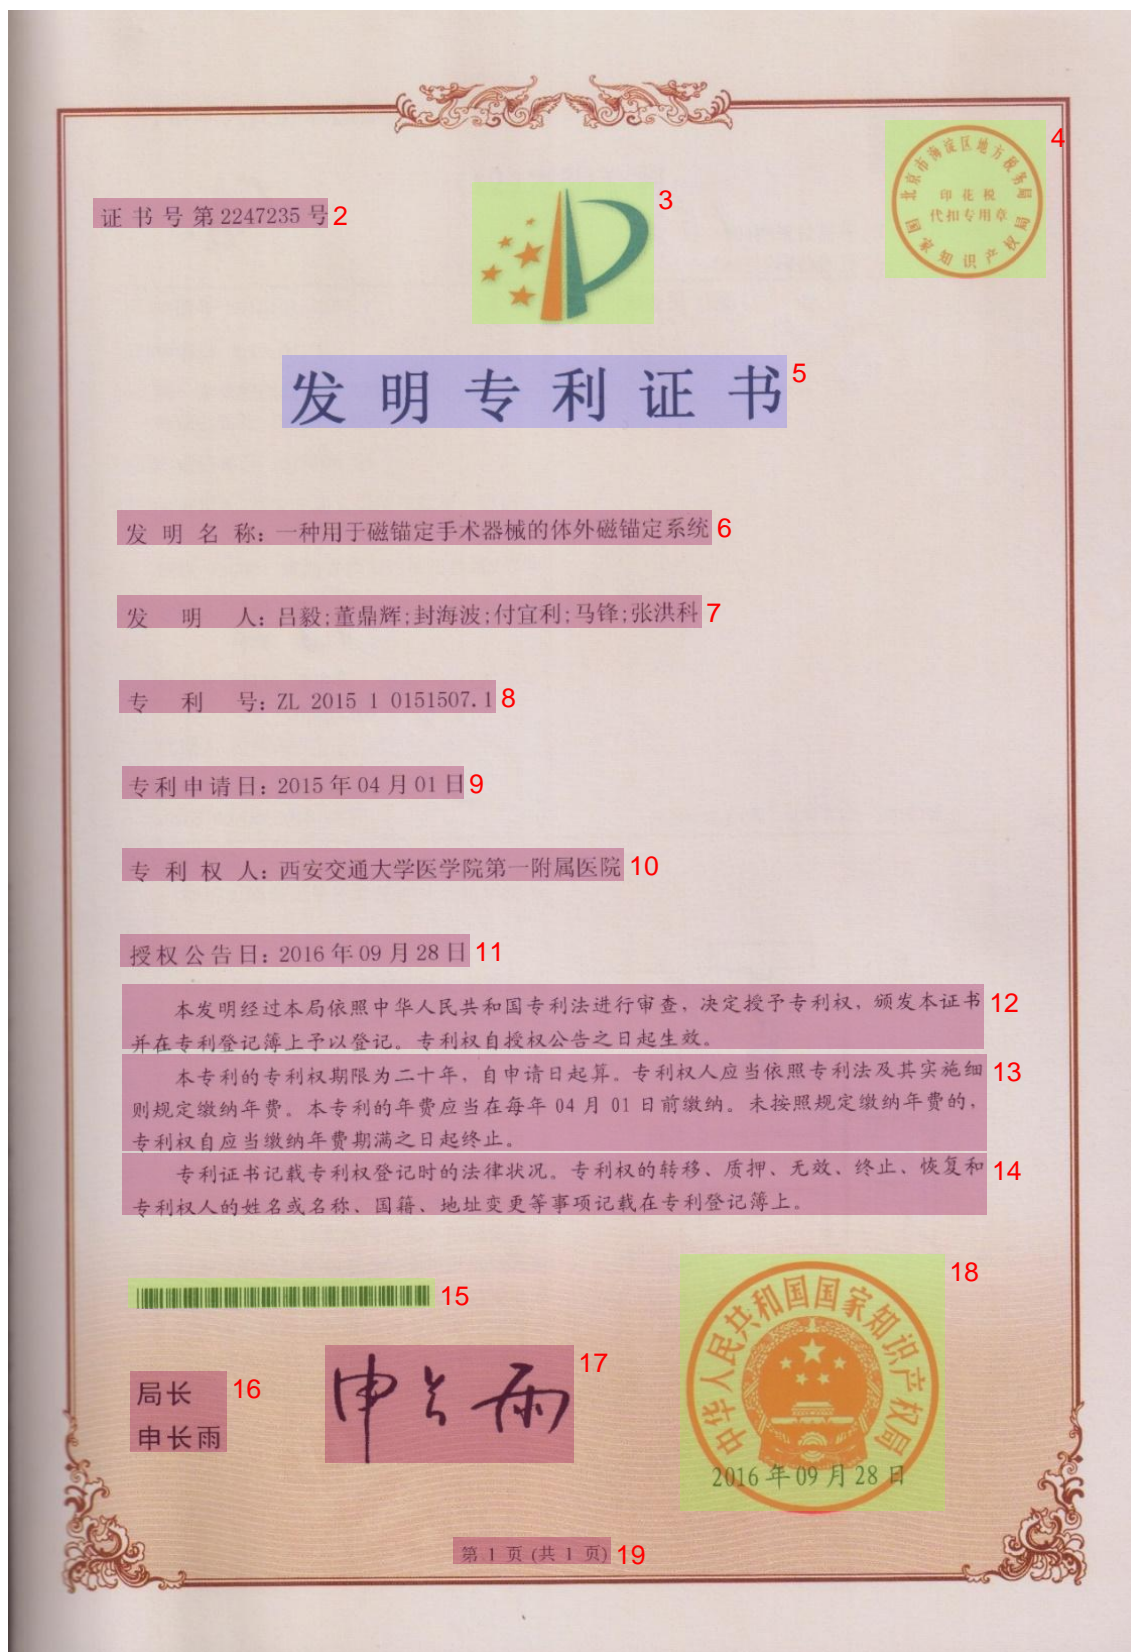 证书号第2247235号
2
3
北京市海淀区地方税务局
印花税
代扣专用章
国家知识产权局
4
发明专利证书
5
发明名称：一种用于磁锚定手术器械的体外磁锚定系统
6
发明人：吕毅;董鼎辉;封海波;付宜利;马锋;张洪科
7
专利号：ZL 2015 1 0151507.1
8
专利申请日：2015年04月01日
9
专利权人：西安交通大学医学院第一附属医院
10
授权公告日：2016年09月28日
11
本发明经过本局依照中华人民共和国专利法进行审查，决定授予专利权，颁发本证书
12
并在专利登记簿上予以登记。专利权自授权公告之日起生效。
本专利的专利权期限为二十年，自申请日起算。专利权人应当依照专利法及其实施细
13
则规定缴纳年费。本专利的年费应当在每年 04 月 01 日前缴纳。未按照规定缴纳年费的，
专利权自应当缴纳年费期满之日起终止。
专利证书记载专利权登记时的法律状况。专利权的转移、质押、无效、终止、恢复和
14
专利权人的姓名或名称、国籍、地址变更等事项记载在专利登记簿上。
15
局长
申长雨
16
申长雨
17
中华人民共和国国家知识产权局
2016年09月28日
18
第 1 页 (共 1 页)
19